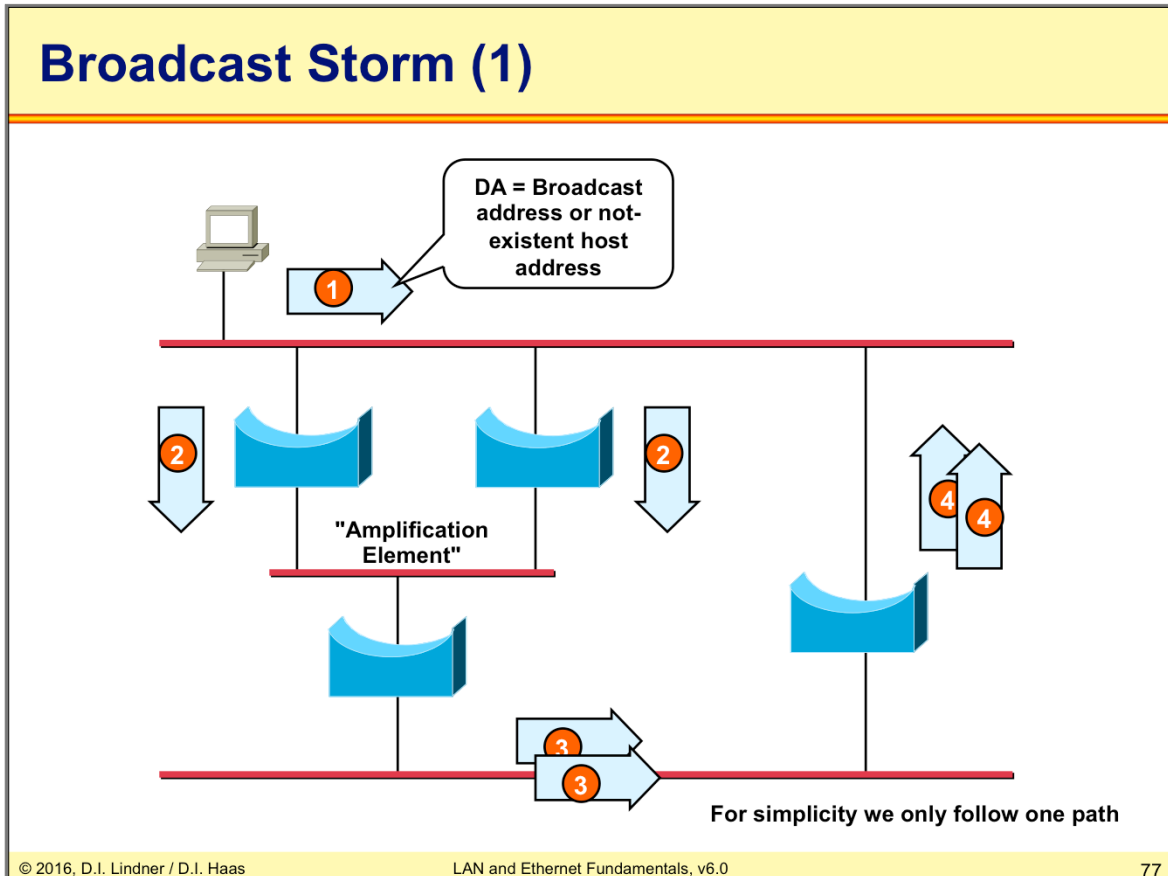 Broadcast Storm (1)
DA = Broadcast
address or not-
existent host
address
1
2
2
4
4
"Amplification
Element"
3
3
For simplicity we only follow one path
© 2016, D.I. Lindner / D.I. Haas
LAN and Ethernet Fundamentals, v6.0
77